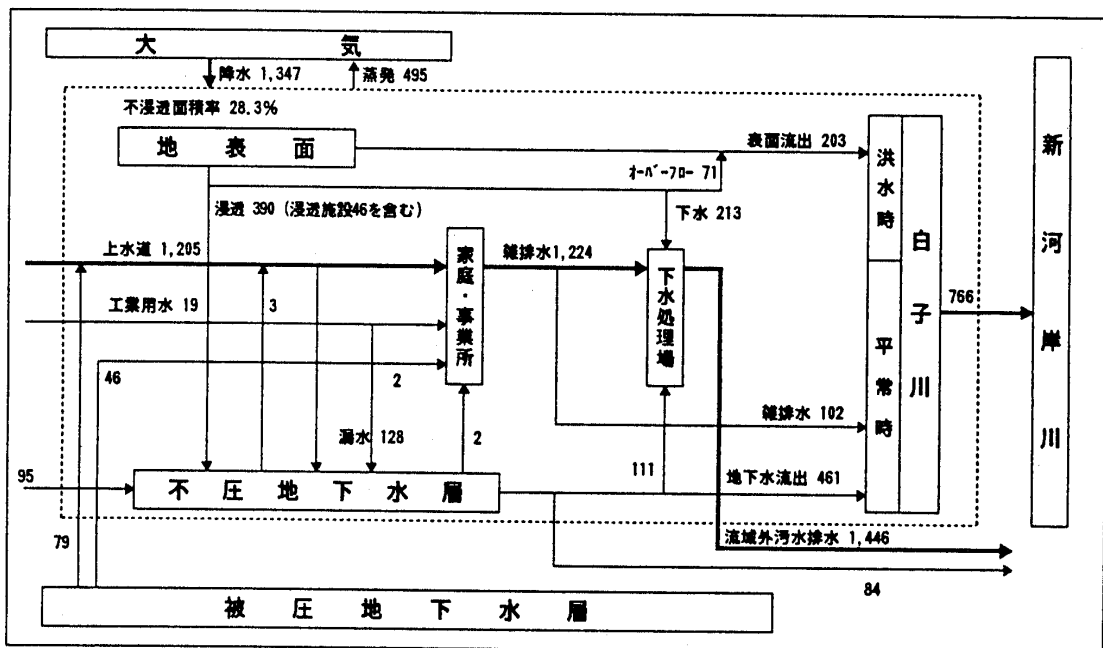 大気
降水 1,347
蒸発 495
不浸透面積率 28.3%
地表面
表面流出 203
ｵｰﾊﾞｰﾌﾛｰ 71
浸透 390 (浸透施設46を含む)
下水 213
上水道 1,205
雑排水1,224
工業用水 19
3
家庭・事業所
下水処理場
洪水時
平常時
白子川
766
新河岸川
46
2
漏水 128
2
雑排水 102
95
不圧地下水層
111
地下水流出 461
79
流域外汚水排水 1,446
84
被圧地下水層